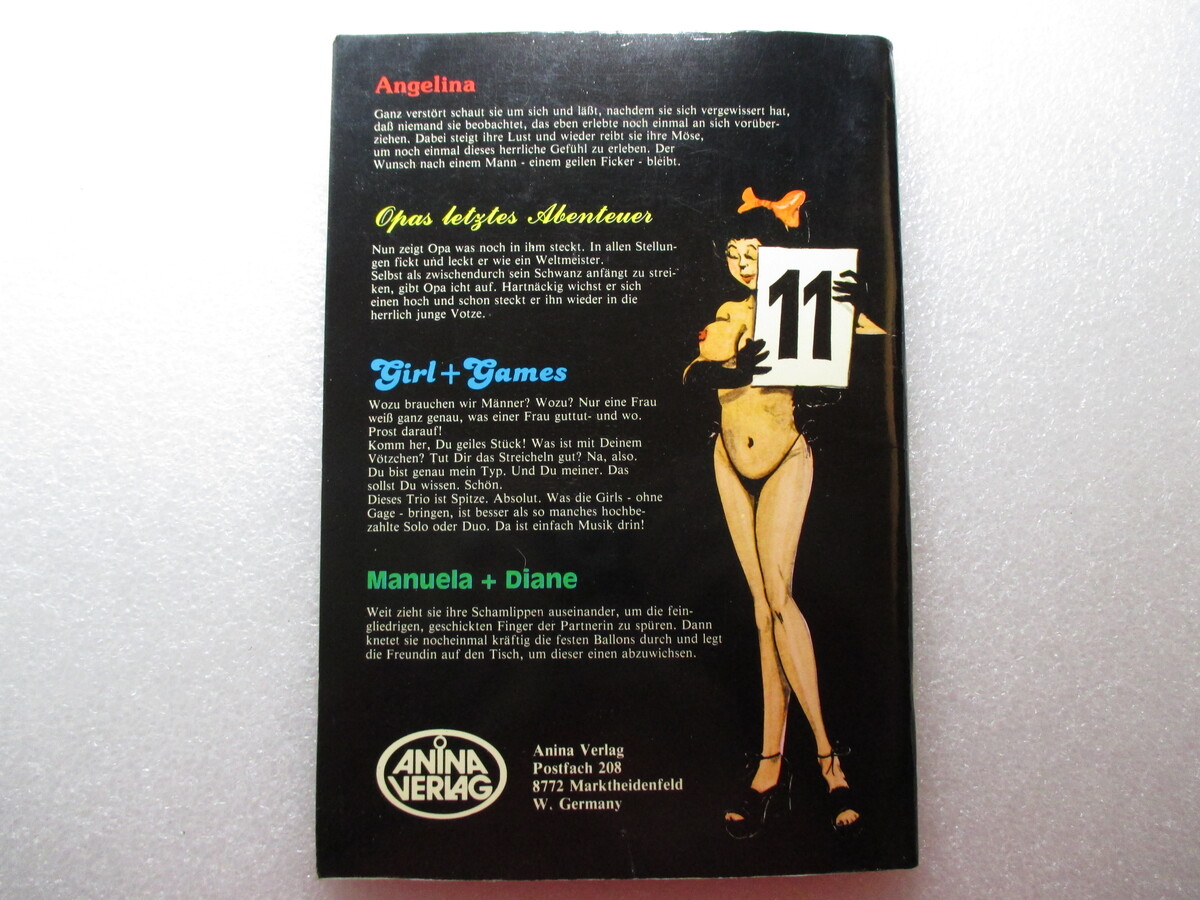 Angelina
Ganz verstört schaut sie um sich und läßt, nachdem sie sich vergewissert hat,
daß niemand sie beobachtet, das eben erlebte noch einmal an sich vorüber-
ziehen. Dabei steigt ihre Lust und wieder reibt sie ihre Möse,
um noch einmal dieses herrliche Gefühl zu erleben. Der
Wunsch nach einem Mann - einem geilen Ficker - bleibt.
Opas letztes Abenteuer
Nun zeigt Opa was noch in ihm steckt. In allen Stellun-
gen fickt und leckt er wie ein Weltmeister.
Selbst als zwischendurch sein Schwanz anfängt zu strei-
ken, gibt Opa icht auf. Hartnäckig wichst er sich
einen hoch und schon steckt er ihn wieder in die
herrlich junge Votze.
11
Girl + Games
Wozu brauchen wir Männer? Wozu? Nur eine Frau
weiß ganz genau, was einer Frau guttut- und wo.
Prost darauf!
Komm her, Du geiles Stück! Was ist mit Deinem
Vötzchen? Tut Dir das Streicheln gut? Na, also.
Du bist genau mein Typ. Und Du meiner. Das
sollst Du wissen. Schön.
Dieses Trio ist Spitze. Absolut. Was die Girls - ohne
Gage - bringen, ist besser als so manches hochbe-
zahlte Solo oder Duo. Da ist einfach Musik drin!
Manuela + Diane
Weit zieht sie ihre Schamlippen auseinander, um die fein-
gliedrigen, geschickten Finger der Partnerin zu spüren. Dann
knetet sie nocheinmal kräftig die festen Ballons durch und legt
die Freundin auf den Tisch, um dieser einen abzuwichsen.
ANINA
VERLAG
Anina Verlag
Postfach 208
8772 Marktheidenfeld
W. Germany